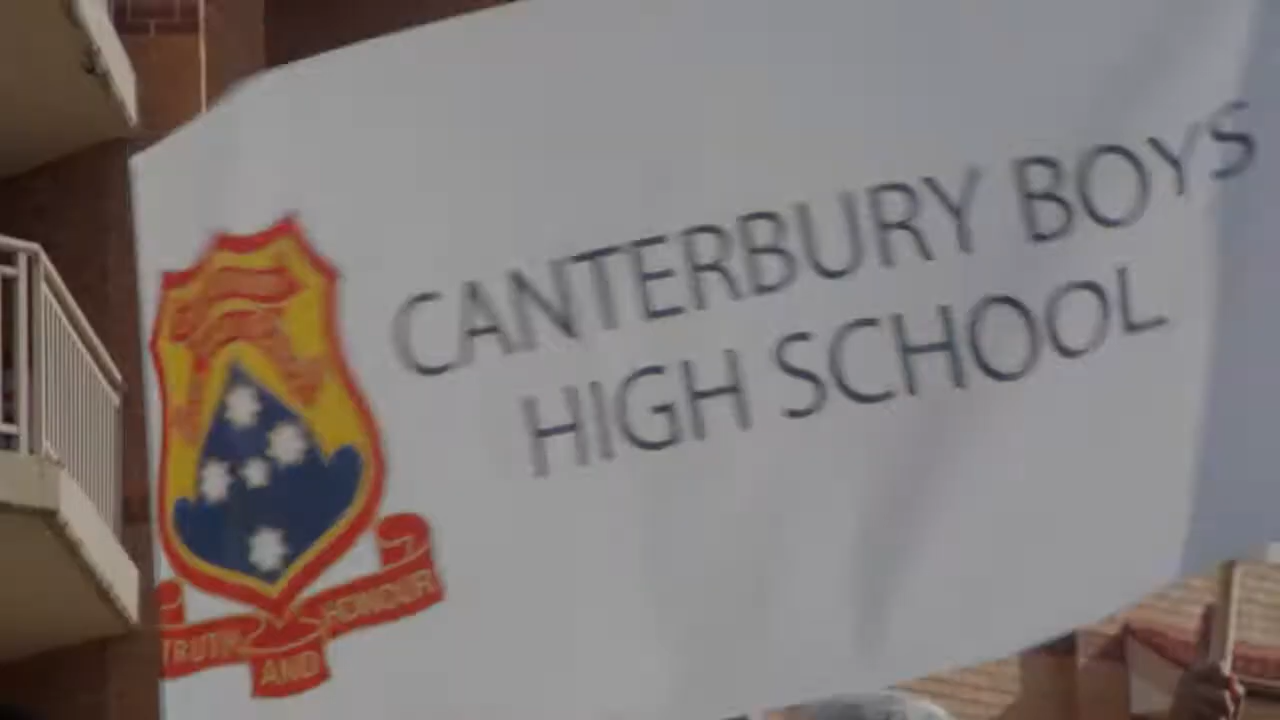 CANTERBURY BOYS
HIGH SCHOOL
TRUTH
AND
HONOUR